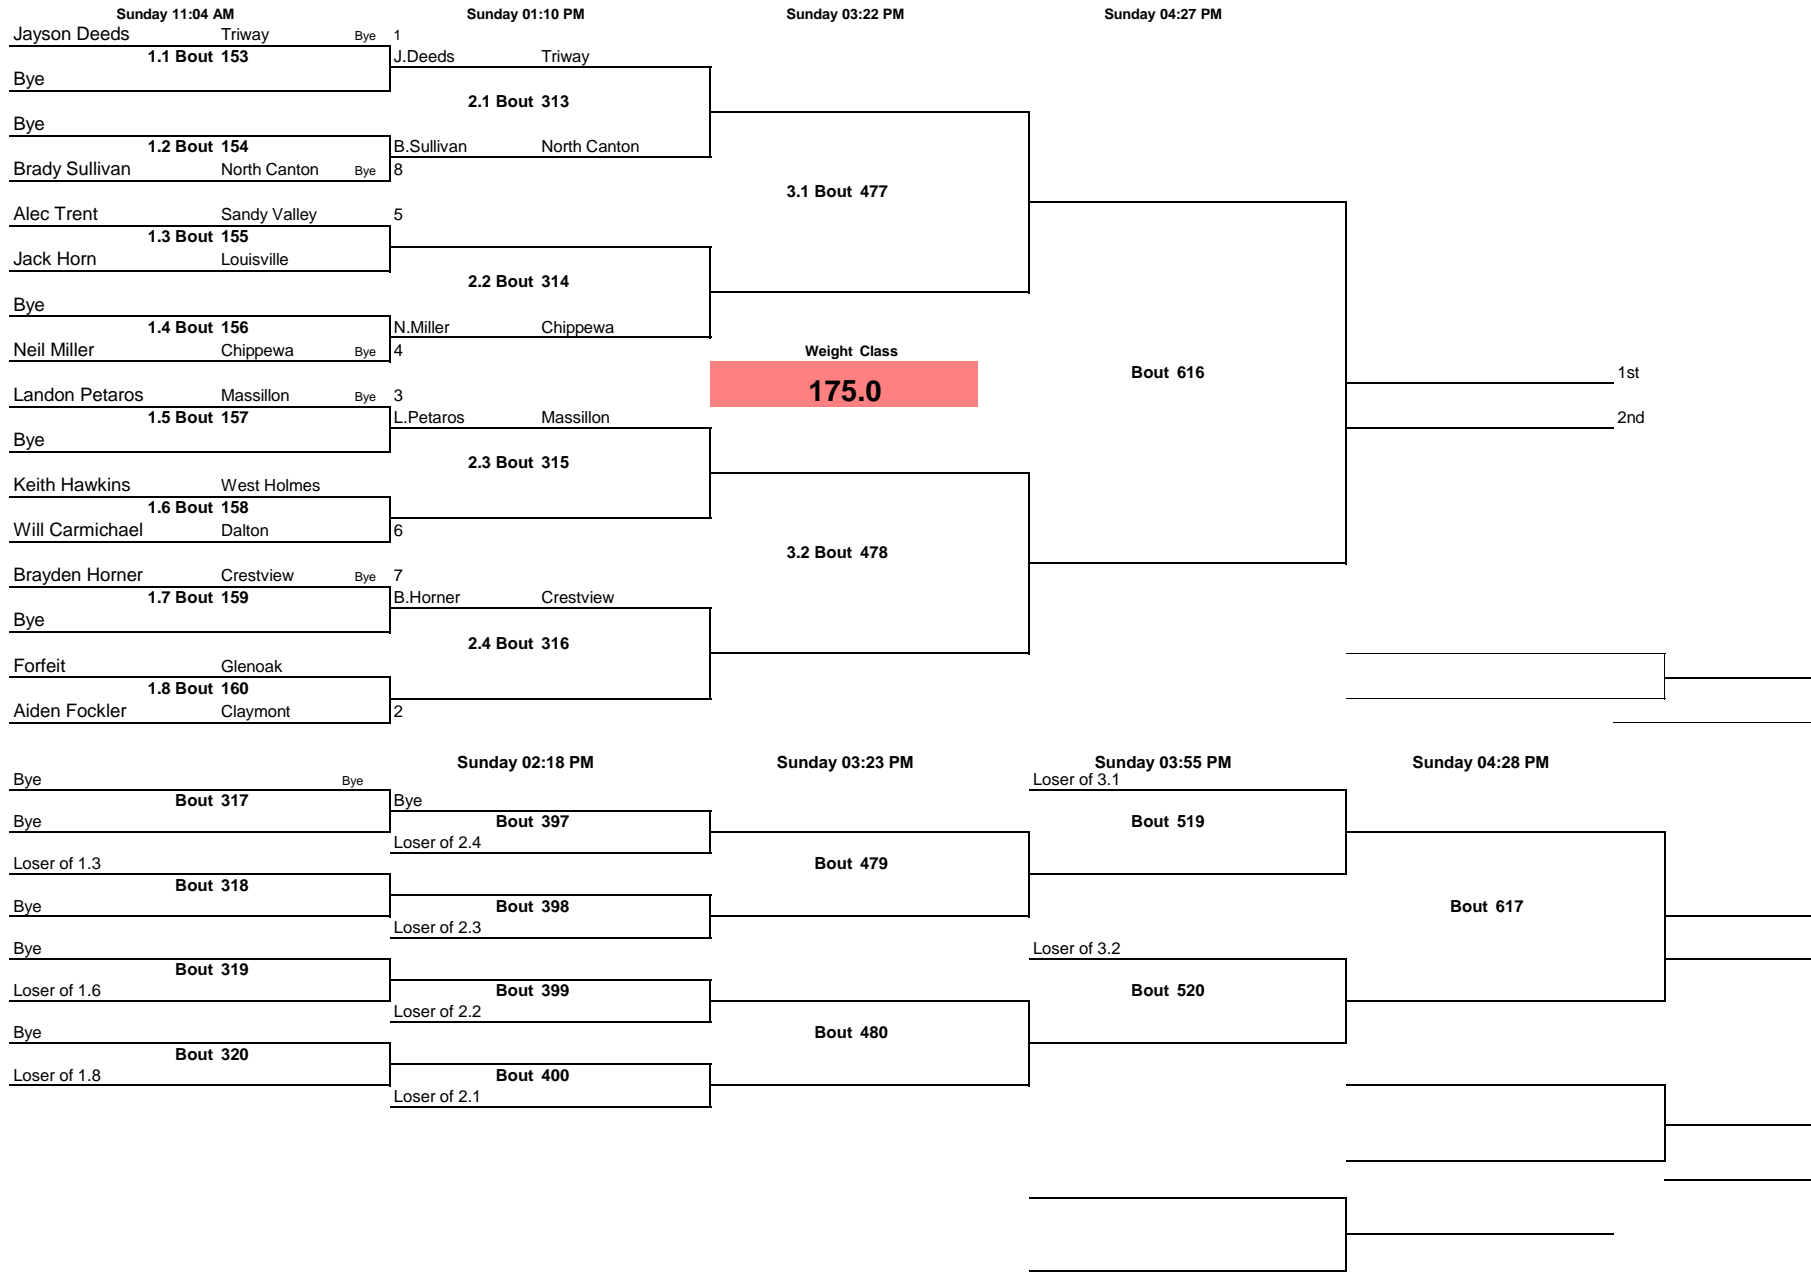 Sunday 11:04 AM Sunday 01:10 PM Sunday 03:22 PM Sunday 04:27 PM
Jayson Deeds Triway Bye 1
1.1 Bout 153 J.Deeds Triway
Bye
2.1 Bout 313
Bye
1.2 Bout 154 B.Sullivan North Canton
Brady Sullivan North Canton Bye 8
3.1 Bout 477
Alec Trent Sandy Valley 5
1.3 Bout 155
Jack Horn Louisville
2.2 Bout 314
Bye
1.4 Bout 156 N.Miller Chippewa
Neil Miller Chippewa Bye 4 Weight Class
Bout 616 1st
175.0
Landon Petaros Massillon Bye 3
1.5 Bout 157 L.Petaros Massillon 2nd
Bye
2.3 Bout 315
Keith Hawkins West Holmes
1.6 Bout 158
Will Carmichael Dalton 6
3.2 Bout 478
Brayden Horner Crestview Bye 7
1.7 Bout 159 B.Horner Crestview
Bye
2.4 Bout 316
Forfeit Glenoak
1.8 Bout 160
Aiden Fockler Claymont 2
Sunday 02:18 PM Sunday 03:23 PM Sunday 03:55 PM Sunday 04:28 PM
Bye Bye Loser of 3.1
Bout 317 Bye
Bye Bout 397 Bout 519
Loser of 2.4
Loser of 1.3 Bout 479
Bout 318
Bye Bout 398 Bout 617
Loser of 2.3
Bye Loser of 3.2
Bout 319
Loser of 1.6 Bout 399 Bout 520
Loser of 2.2
Bye Bout 480
Bout 320
Loser of 1.8 Bout 400
Loser of 2.1